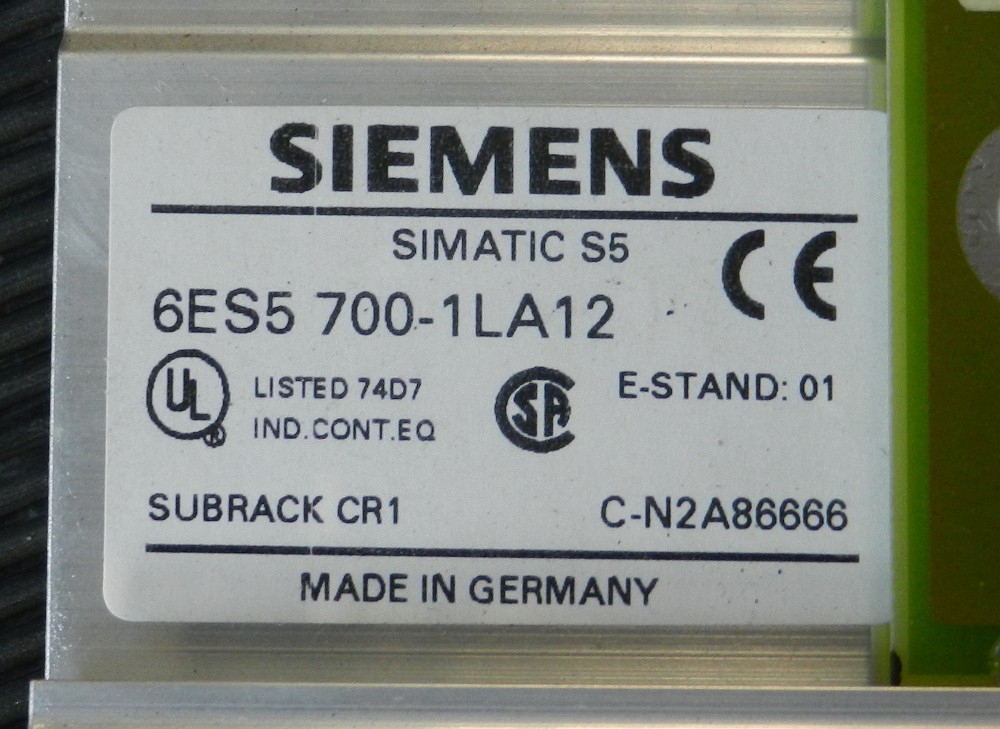 SIEMENS
SIMATIC S5
CE
6ES5 700-1LA12
UL ® LISTED 74D7
IND.CONT.EQ
SA
E-STAND: 01
SUBRACK CR1
C-N2A86666
MADE IN GERMANY